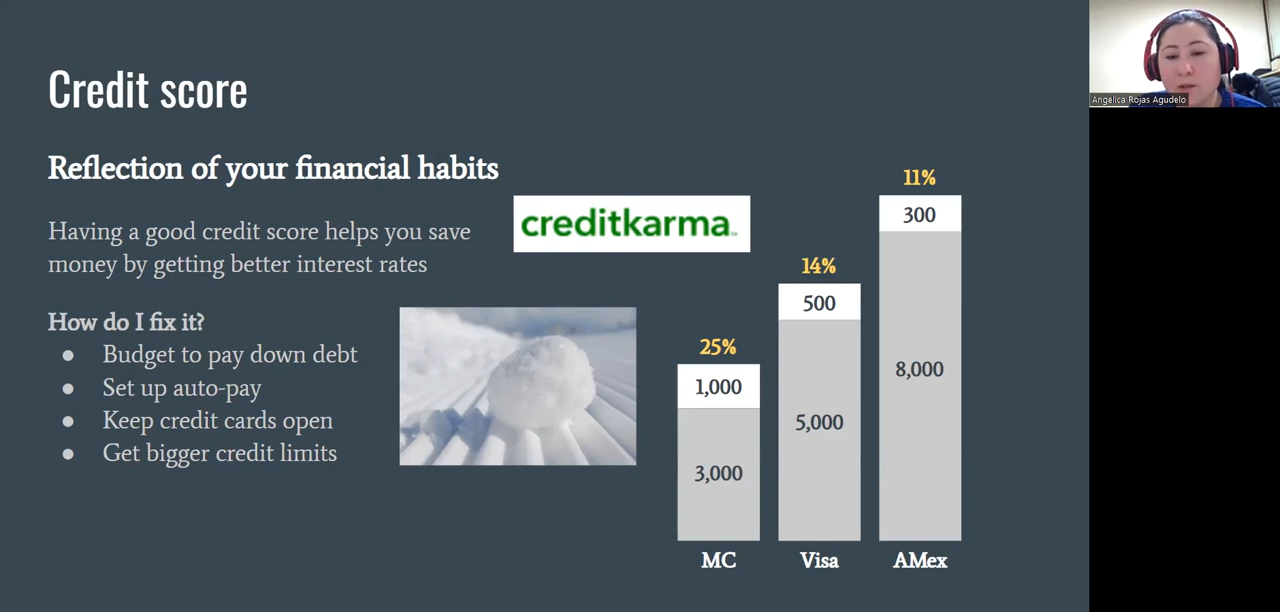 Credit score
Reflection of your financial habits
Having a good credit score helps you save
money by getting better interest rates
How do I fix it?
● Budget to pay down debt
● Set up auto-pay
● Keep credit cards open
● Get bigger credit limits
creditkarma
25%
1,000
3,000
MC
14%
500
5,000
Visa
11%
300
8,000
AMex
Angelica Rojas Agudelo